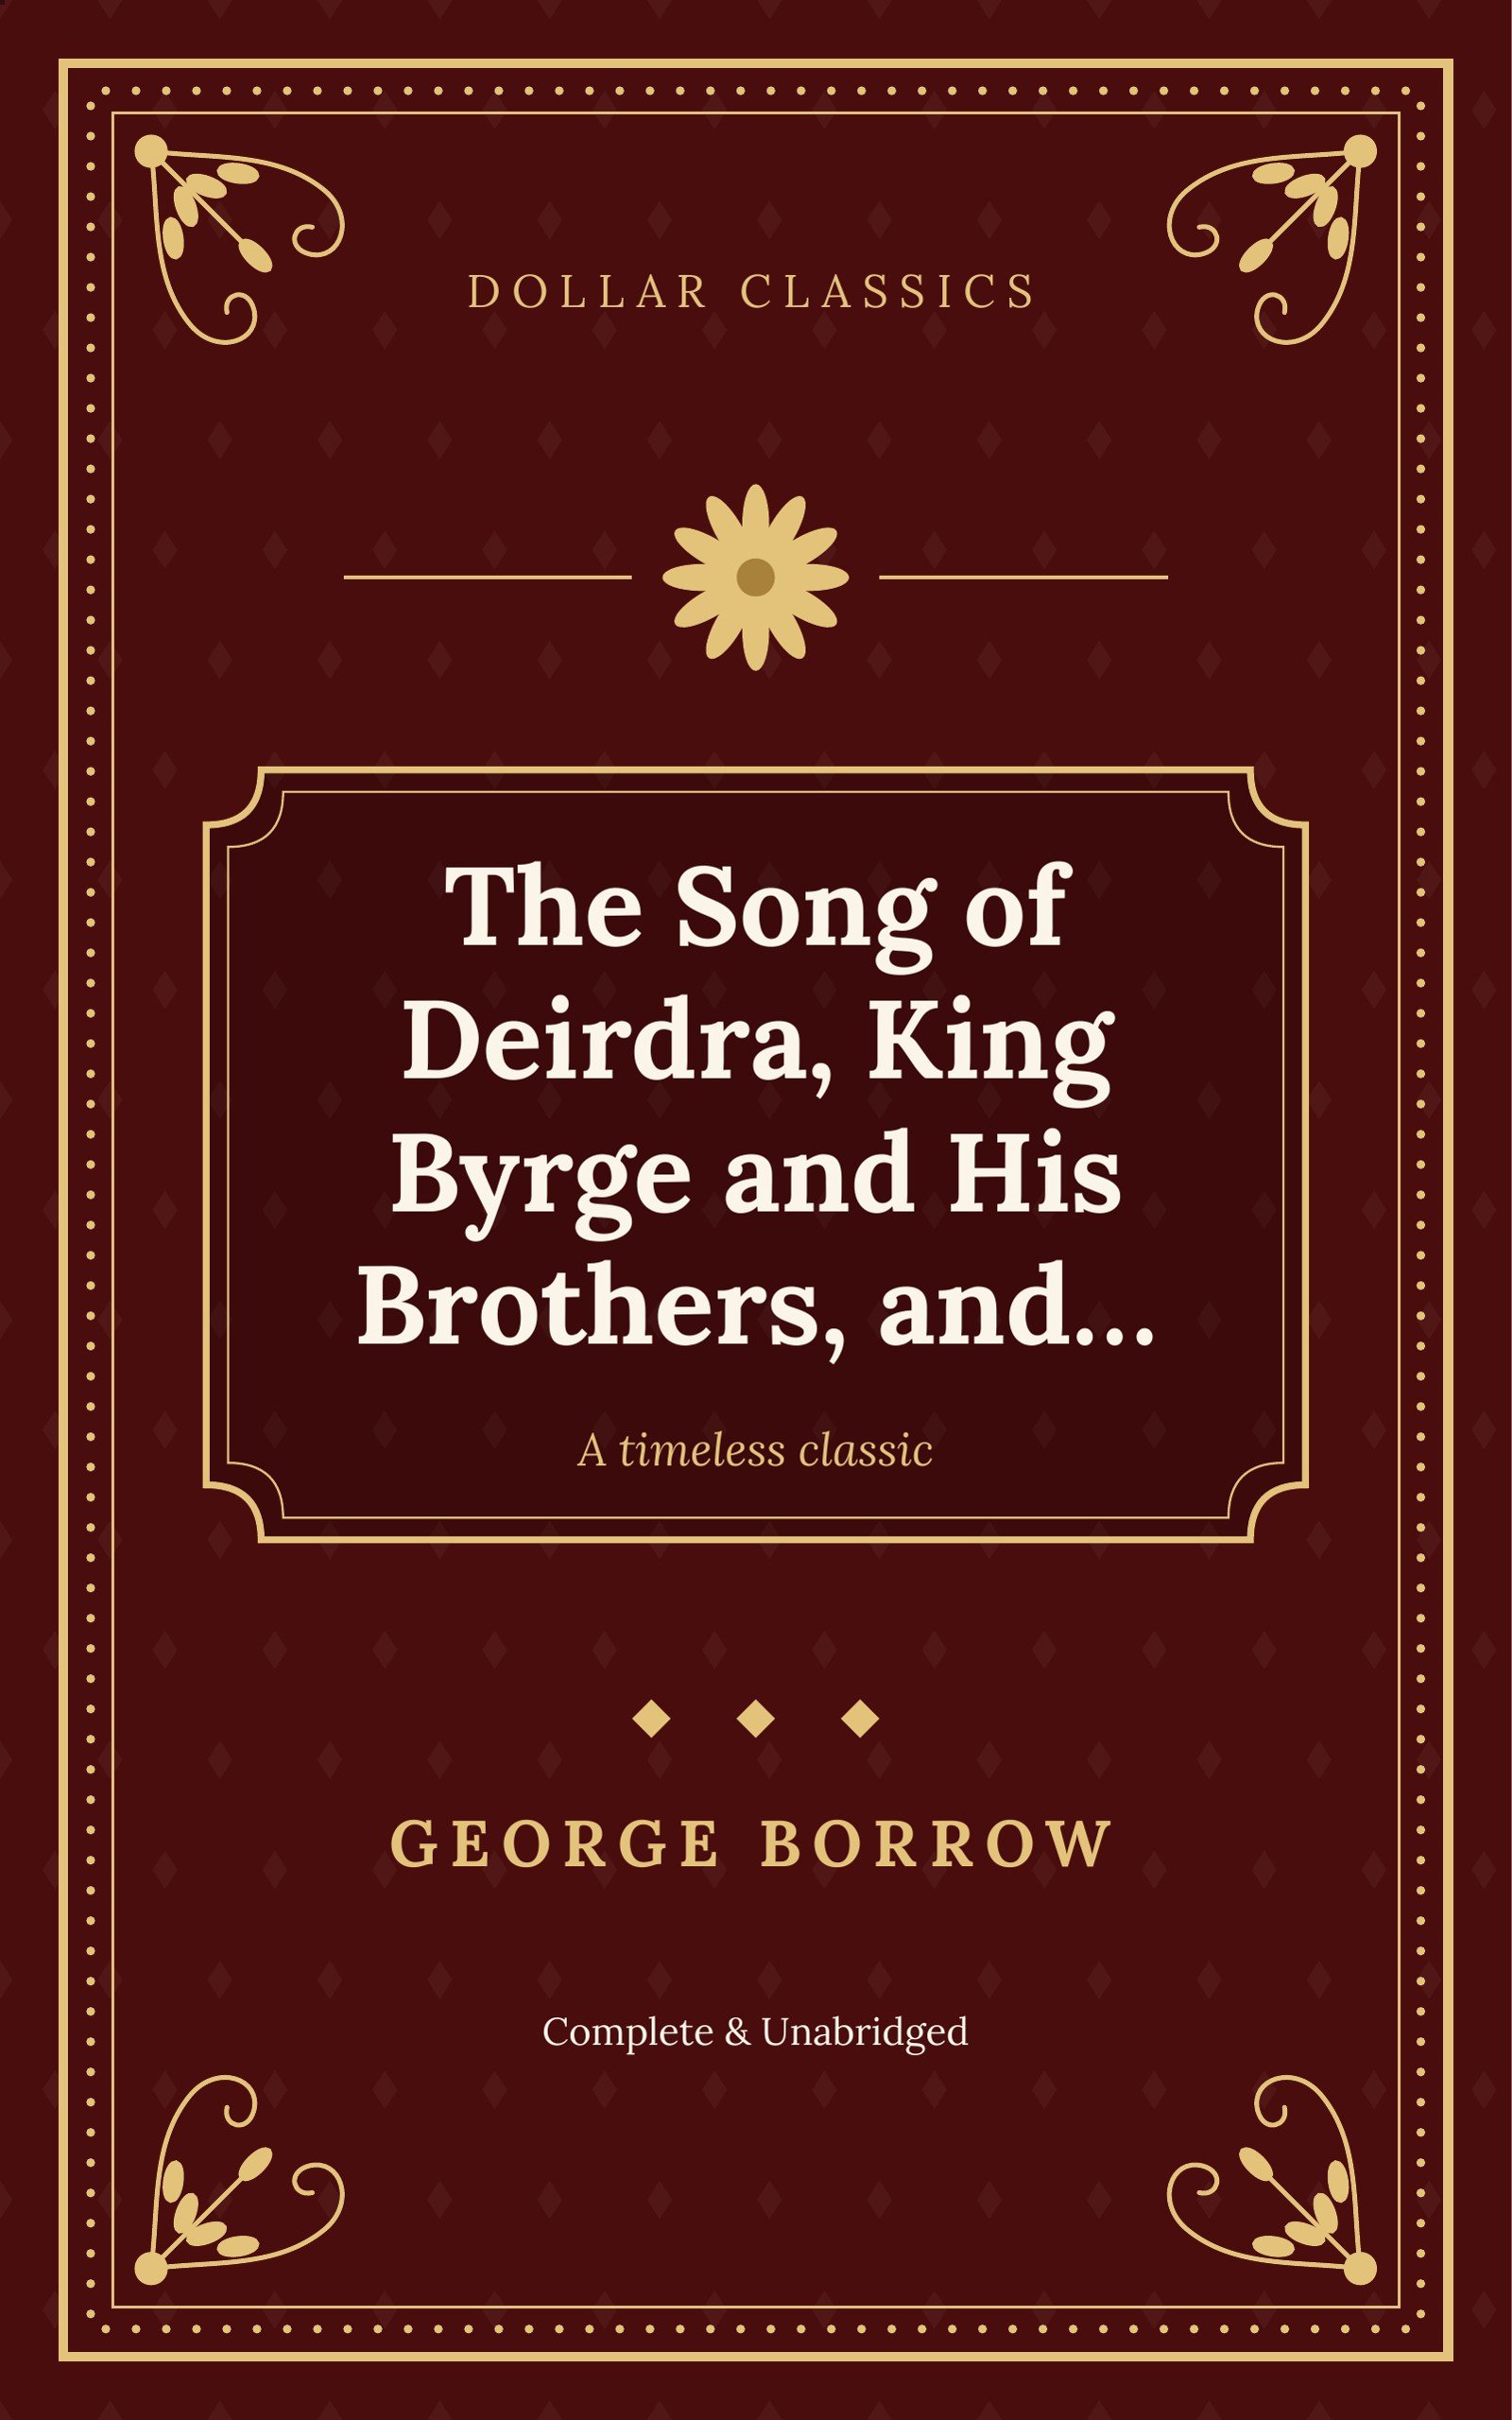 DOLLAR CLASSICS
The Song of
Deirdra, King
Byrge and His
Brothers, and...
A timeless classic
GEORGE BORROW
Complete & Unabridged